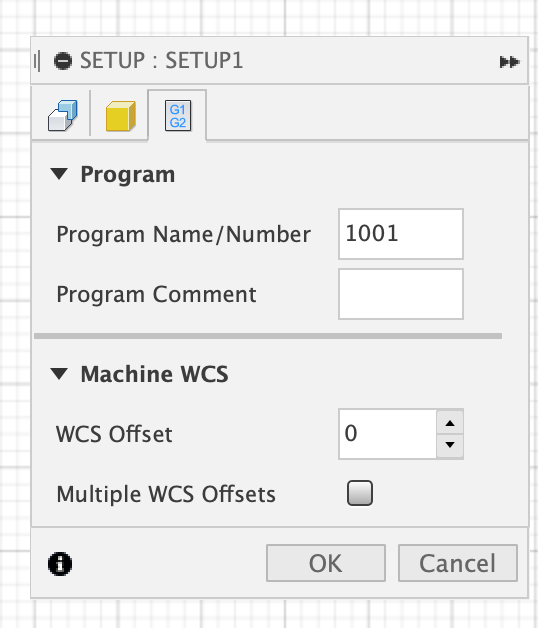 SETUP : SETUP1
G1
G2
Program
Program Name/Number 1001
Program Comment
Machine WCS
WCS Offset 0
Multiple WCS Offsets
OK Cancel